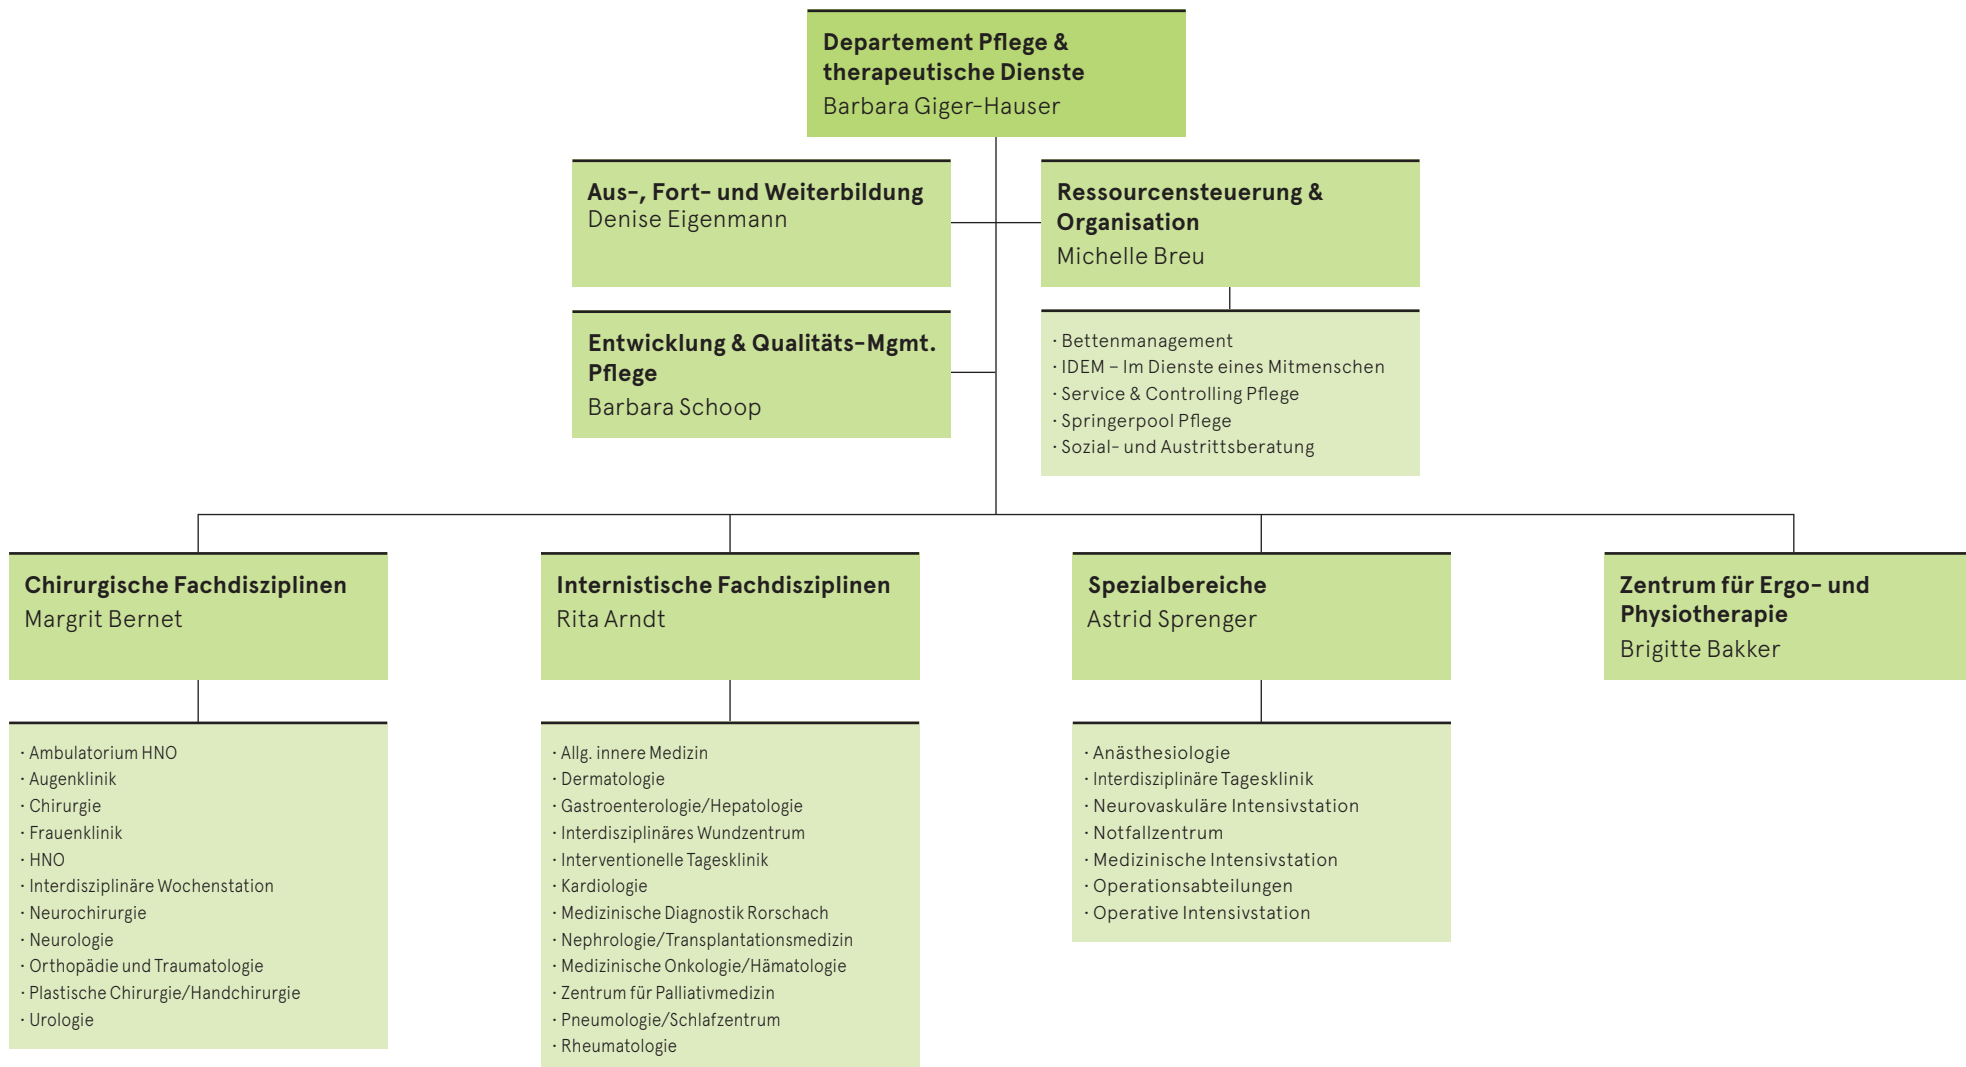 Departement Pflege &
therapeutische Dienste
Barbara Giger-Hauser
Aus-, Fort- und Weiterbildung
Denise Eigenmann
Ressourcensteuerung &
Organisation
Michelle Breu
Entwicklung & Qualitäts-Mgmt.
Pflege
Barbara Schoop
· Bettenmanagement
· IDEM – Im Dienste eines Mitmenschen
· Service & Controlling Pflege
· Springerpool Pflege
· Sozial- und Austrittsberatung
Chirurgische Fachdisziplinen
Margrit Bernet
Internistische Fachdisziplinen
Rita Arndt
Spezialbereiche
Astrid Sprenger
Zentrum für Ergo- und
Physiotherapie
Brigitte Bakker
· Ambulatorium HNO
· Augenklinik
· Chirurgie
· Frauenklinik
· HNO
· Interdisziplinäre Wochenstation
· Neurochirurgie
· Neurologie
· Orthopädie und Traumatologie
· Plastische Chirurgie/Handchirurgie
· Urologie
· Allg. innere Medizin
· Dermatologie
· Gastroenterologie/Hepatologie
· Interdisziplinäres Wundzentrum
· Interventionelle Tagesklinik
· Kardiologie
· Medizinische Diagnostik Rorschach
· Nephrologie/Transplantationsmedizin
· Medizinische Onkologie/Hämatologie
· Zentrum für Palliativmedizin
· Pneumologie/Schlafzentrum
· Rheumatologie
· Anästhesiologie
· Interdisziplinäre Tagesklinik
· Neurovaskuläre Intensivstation
· Notfallzentrum
· Medizinische Intensivstation
· Operationsabteilungen
· Operative Intensivstation